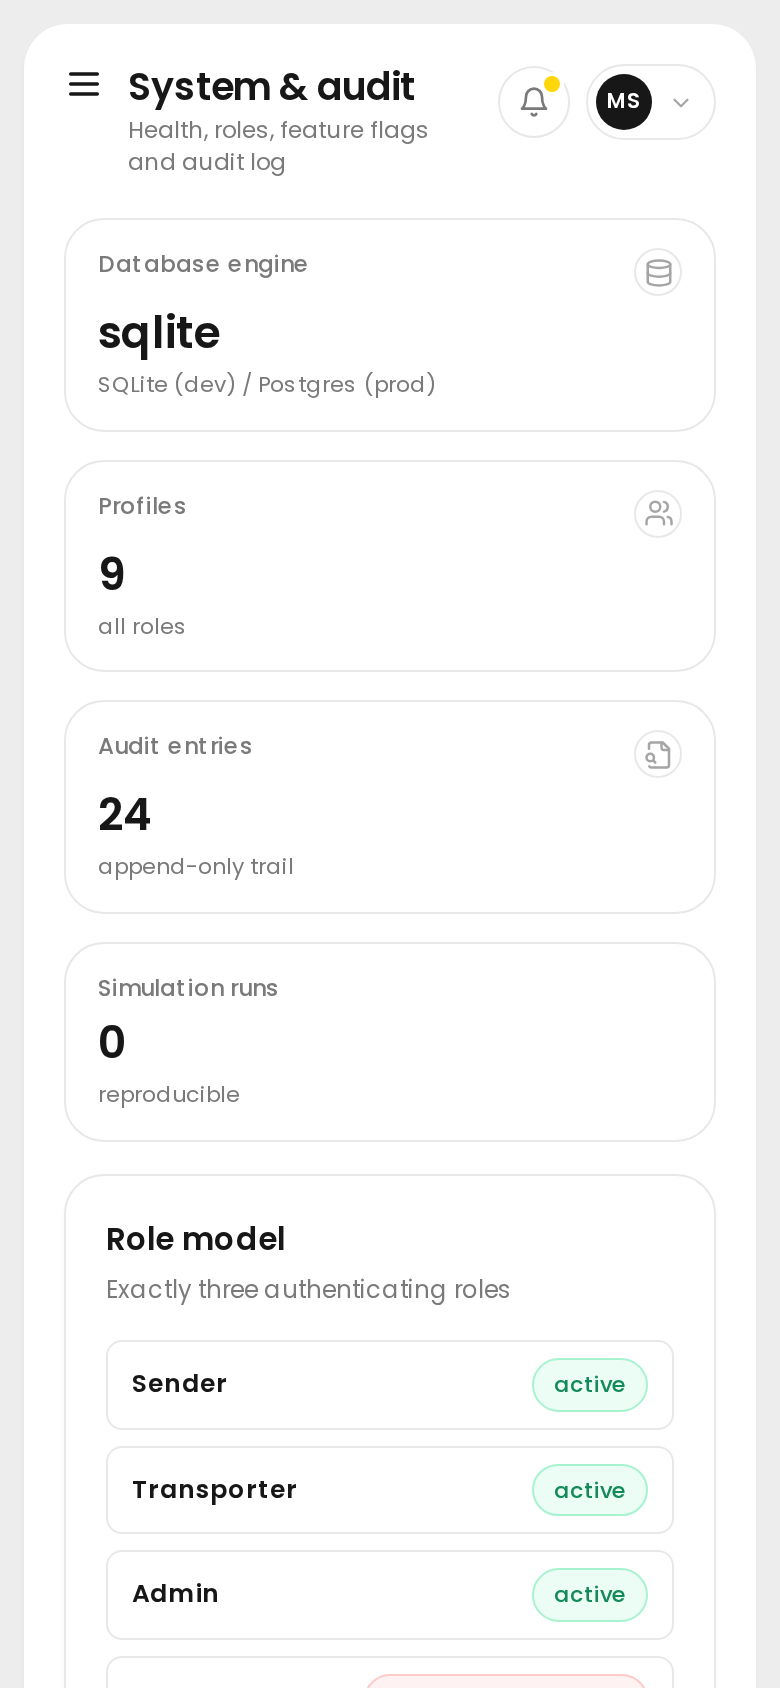 System & audit
Health, roles, feature flags
and audit log
MS
Database engine
sqlite
SQLite (dev) / Postgres (prod)
Profiles
9
all roles
Audit entries
24
append-only trail
Simulation runs
0
reproducible
Role model
Exactly three authenticating roles
Sender
active
Transporter
active
Admin
active